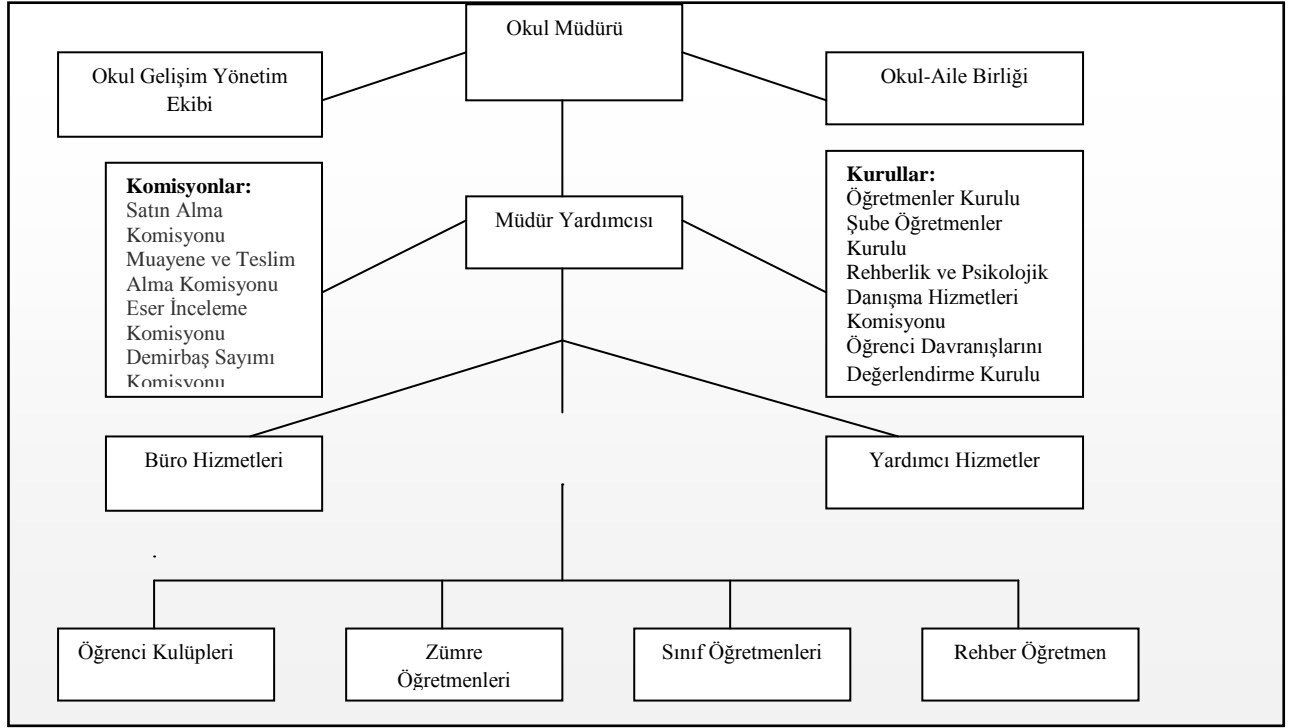 Okul Müdürü
Okul Gelişim Yönetim
Ekibi
Okul-Aile Birliği
Komisyonlar:
Satın Alma
Komisyonu
Muayene ve Teslim
Alma Komisyonu
Eser İnceleme
Komisyonu
Demirbaş Sayımı
Komisyonu
Müdür Yardımcısı
Kurullar:
Öğretmenler Kurulu
Şube Öğretmenler
Kurulu
Rehberlik ve Psikolojik
Danışma Hizmetleri
Komisyonu
Öğrenci Davranışlarını
Değerlendirme Kurulu
Büro Hizmetleri
Yardımcı Hizmetler
Öğrenci Kulüpleri
Zümre
Öğretmenleri
Sınıf Öğretmenleri
Rehber Öğretmen